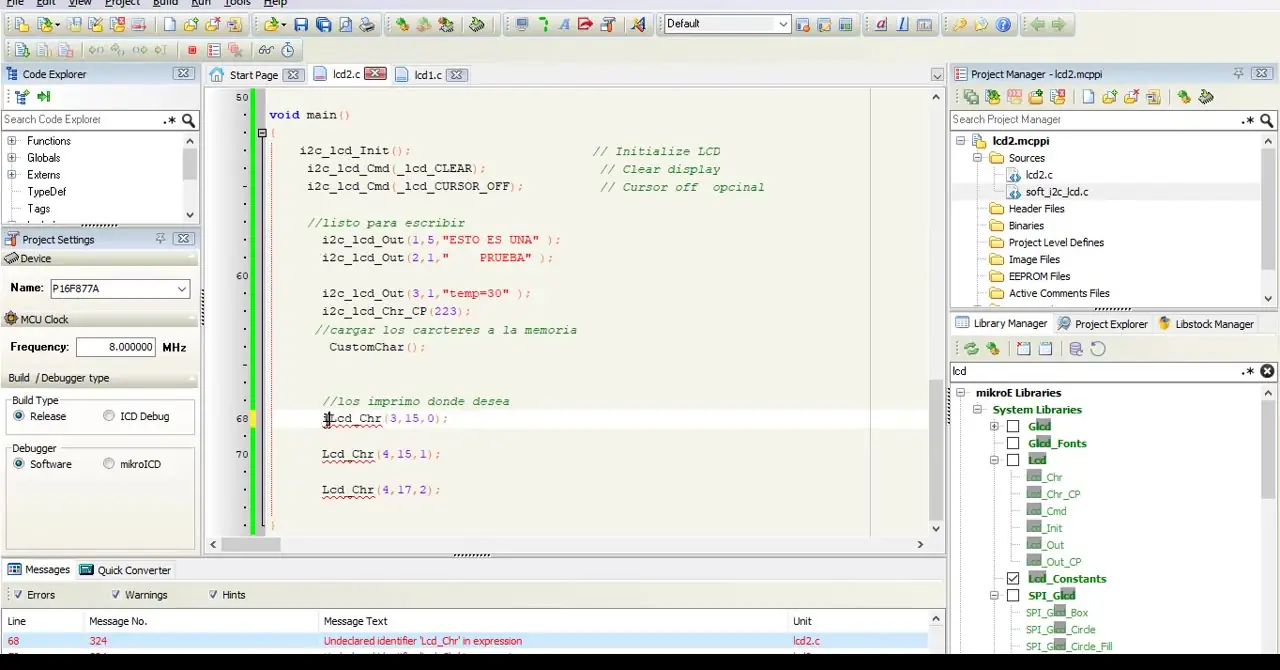 File Edit View Project Build Run Tools Help
Default
Code Explorer
Start Page
lcd2.c
lcd1.c
Project Manager - lcd2.mcppi
Search Code Explorer
Functions
Globals
Externs
TypeDef
Tags
Project Settings
Device
Name: P16F877A
MCU Clock
Frequency: 8.000000 MHz
Build / Debugger type
Build Type
Release
ICD Debug
Debugger
Software
mikroICD
50
void main()
{
i2c_lcd_Init(); // Initialize LCD
i2c_lcd_Cmd(_lcd_CLEAR); // Clear display
i2c_lcd_Cmd(_lcd_CURSOR_OFF); // Cursor off opcinal
//listo para escribir
i2c_lcd_Out(1,5,"ESTO ES UNA" );
i2c_lcd_Out(2,1,"    PRUEBA" );
60
i2c_lcd_Out(3,1,"temp=30" );
i2c_lcd_Chr_CP(223);
//cargar los carcteres a la memoria
CustomChar();
//los imprimo donde desea
68 iLcd_Chr(3,15,0);
70 Lcd_Chr(4,15,1);
Lcd_Chr(4,17,2);
}
Search Project Manager
lcd2.mcppi
Sources
lcd2.c
soft_i2c_lcd.c
Header Files
Binaries
Project Level Defines
Image Files
EEPROM Files
Active Comments Files
Library Manager
Project Explorer
Libstock Manager
lcd
mikroE Libraries
System Libraries
Glcd
Glcd_Fonts
Lcd
Lcd_Chr
Lcd_Chr_CP
Lcd_Cmd
Lcd_Init
Lcd_Out
Lcd_Out_CP
Lcd_Constants
SPI_Glcd
SPI_Glcd_Box
SPI_Glcd_Circle
SPI_Glcd_Circle_Fill
Messages
Quick Converter
Errors
Warnings
Hints
Line Message No. Message Text Unit
68 324 Undeclared identifier 'Lcd_Chr' in expression lcd2.c